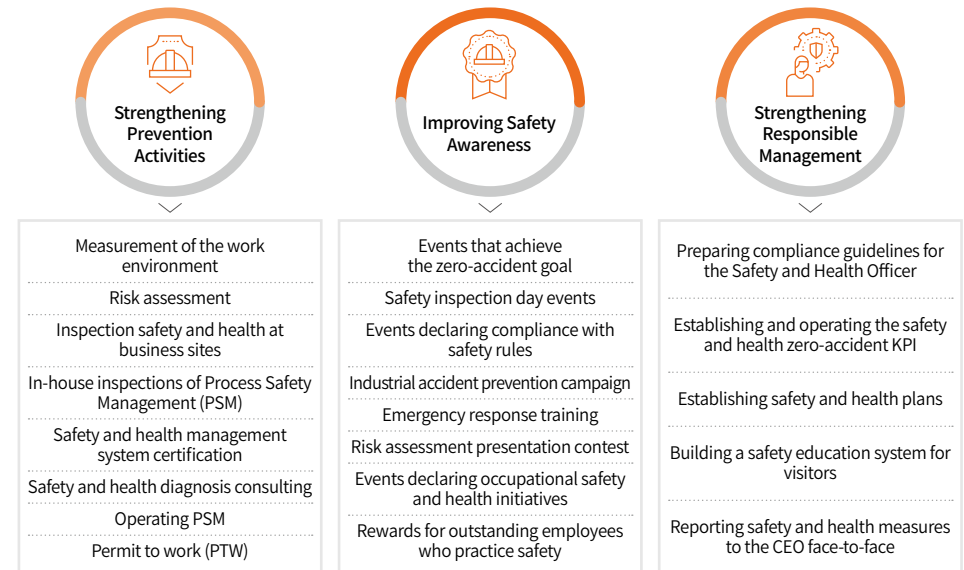 Strengthening
Prevention
Activities
Measurement of the work
environment
Risk assessment
Inspection safety and health at
business sites
In-house inspections of Process Safety
Management (PSM)
Safety and health management
system certification
Safety and health diagnosis consulting
Operating PSM
Permit to work (PTW)
Improving Safety
Awareness
Events that achieve
the zero-accident goal
Safety inspection day events
Events declaring compliance with
safety rules
Industrial accident prevention campaign
Emergency response training
Risk assessment presentation contest
Events declaring occupational safety
and health initiatives
Rewards for outstanding employees
who practice safety
Strengthening
Responsible
Management
Preparing compliance guidelines for
the Safety and Health Officer
Establishing and operating the safety
and health zero-accident KPI
Establishing safety and health plans
Building a safety education system for
visitors
Reporting safety and health measures
to the CEO face-to-face